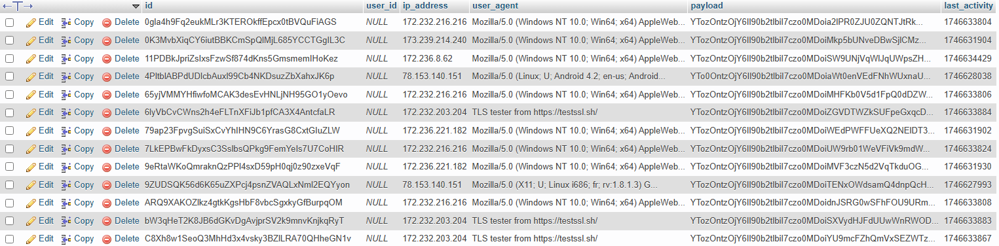 id user_id ip_address user_agent payload last_activity
Edit Copy Delete 0gla4h9Fq2eukMLr3KTEROkffEpcx0tBVQuFiAGS NULL 172.232.216.216 Mozilla/5.0 (Windows NT 10.0; Win64; x64) AppleWeb... YTozOntzOjY6Il90b2tlbiI7czo0MDoia2lPR0ZJU0ZQNTJtRk... 1746633804
Edit Copy Delete 0K3MvbXiqCY6iutBBKCmSpQlMjL685YCCTGgIL3C NULL 173.239.214.240 Mozilla/5.0 (Windows NT 10.0; Win64; x64) AppleWeb... YTozOntzOjY6Il90b2tlbiI7czo0MDoiMkp5bUNveDBwSjlCMz... 1746631904
Edit Copy Delete 11PDBkJpriZsIxsFzwSf874dKns5GmsmemIHoKez NULL 172.236.8.62 Mozilla/5.0 (Windows NT 10.0; Win64; x64) AppleWeb... YTozOntzOjY6Il90b2tlbiI7czo0MDoiSW9UNjVqWlJqUWpsZH... 1746634429
Edit Copy Delete 4PltblABPdUDlcbAuxl99Cb4NKDsuzZbXahxJK6p NULL 78.153.140.151 Mozilla/5.0 (Linux; U; Android 4.2; en-us; Android... YTo0OntzOjY6Il90b2tlbiI7czo0MDoiaWt0enVEdFNhWUxnaU... 1746628038
Edit Copy Delete 65yjVMMYHfiwfoMCAK3desEvHNLjNH95GO1yOevo NULL 172.232.216.216 Mozilla/5.0 (Windows NT 10.0; Win64; x64) AppleWeb... YTozOntzOjY6Il90b2tlbiI7czo0MDoiMHFKb0V5d1FpQ0dDZW... 1746633806
Edit Copy Delete 6lyVbCvCWns2h4eFLTnXFiJb1pfCA3X4AntcfaLR NULL 172.232.203.204 TLS tester from https://testssl.sh/ YTozOntzOjY6Il90b2tlbiI7czo0MDoiZGVDTWZkSUFpeGxqcD... 1746633884
Edit Copy Delete 79ap23FpvgSuiSxCvYhIHN9C6YrasG8CxtGIuZLW NULL 172.236.221.182 Mozilla/5.0 (Windows NT 10.0; Win64; x64) AppleWeb... YTozOntzOjY6Il90b2tlbiI7czo0MDoiWEdPWFFUeXQ2NElDT3... 1746631902
Edit Copy Delete 7LkEPBwFkDyxsC3SslbsQPkg9FemYeIs7U7CoHIR NULL 172.232.216.216 Mozilla/5.0 (Windows NT 10.0; Win64; x64) AppleWeb... YTozOntzOjY6Il90b2tlbiI7czo0MDoiUW9rb01WeVFiVk9mdW... 1746633824
Edit Copy Delete 9eRtaWKoQmraknQzPPl4sxD59pH0qj0z90zxeVqF NULL 172.236.221.182 Mozilla/5.0 (Windows NT 10.0; Win64; x64) AppleWeb... YTozOntzOjY6Il90b2tlbiI7czo0MDoiMVF3czN5d2VqTkduOG... 1746631930
Edit Copy Delete 9ZUDSQK56d6K65uZXPcj4psnZVAQLxNml2EQYyon NULL 78.153.140.151 Mozilla/5.0 (X11; U; Linux i686; fr; rv:1.8.1.3) G... YTozOntzOjY6Il90b2tlbiI7czo0MDoiTENxOWdsamQ4dnpQcH... 1746627993
Edit Copy Delete ARQ9XAKOZlkz4gtkKgsHbF8vbcSgxkyGfBurpqOM NULL 172.232.216.216 Mozilla/5.0 (Windows NT 10.0; Win64; x64) AppleWeb... YTozOntzOjY6Il90b2tlbiI7czo0MDoidnJSRG0wSFhFOU9URm... 1746633808
Edit Copy Delete bW3qHeT2K8JB6dGKvDgAvjprSV2k9mnvKnjkqRyT NULL 172.232.203.204 TLS tester from https://testssl.sh/ YTozOntzOjY6Il90b2tlbiI7czo0MDoiSXVydHJFdUUwWnRWOD... 1746633883
Edit Copy Delete C8Xh8w1SeoQ3MhHd3x4vsky3BZlLRA70QHheGN1v NULL 172.232.203.204 TLS tester from https://testssl.sh/ YTozOntzOjY6Il90b2tlbiI7czo0MDoiYU9mcFZhQmVxSEZWTz... 1746633867